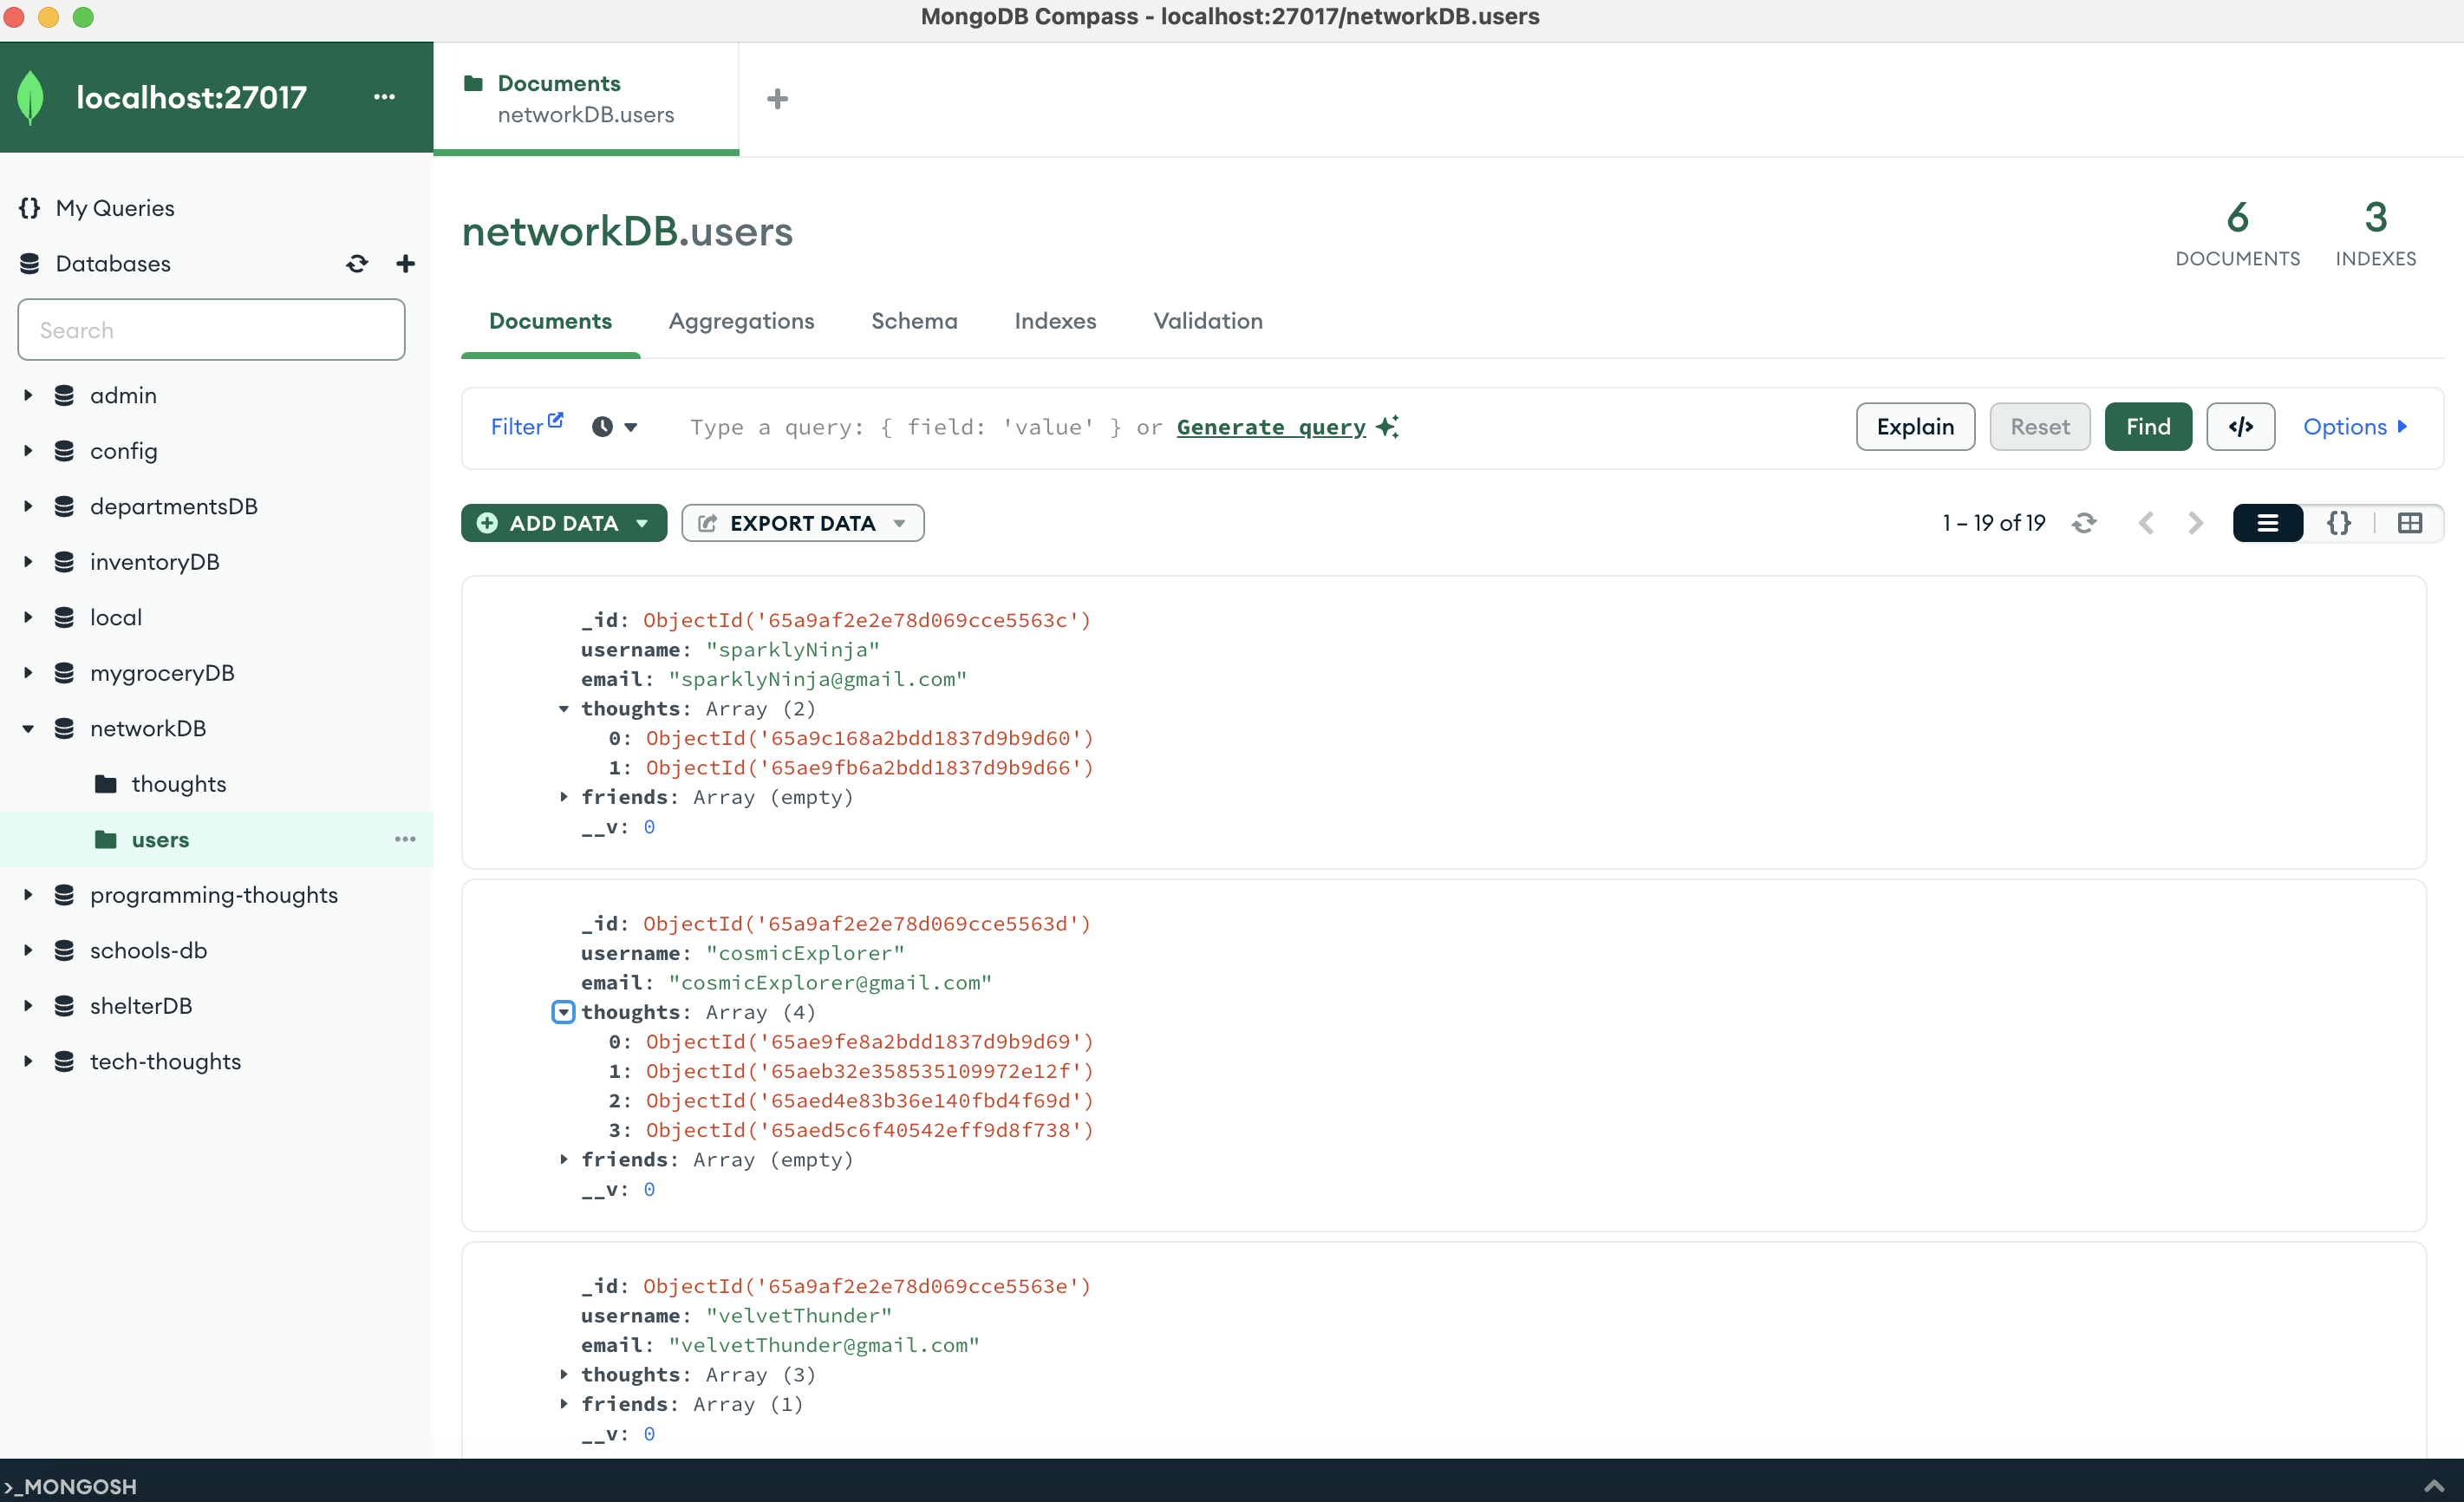 MongoDB Compass - localhost:27017/networkDB.users
localhost:27017
Documents
networkDB.users
My Queries
Databases
Search
admin
config
departmentsDB
inventoryDB
local
mygroceryDB
networkDB
thoughts
users
programming-thoughts
schools-db
shelterDB
tech-thoughts
networkDB.users
6
DOCUMENTS
3
INDEXES
Documents Aggregations Schema Indexes Validation
Filter Type a query: { field: 'value' } or Generate query Explain Reset Find </> Options
ADD DATA EXPORT DATA 1 – 19 of 19 {}
_id: ObjectId('65a9af2e2e78d069cce5563c')
username: "sparklyNinja"
email: "sparklyNinja@gmail.com"
thoughts: Array (2)
0: ObjectId('65a9c168a2bdd1837d9b9d60')
1: ObjectId('65ae9fb6a2bdd1837d9b9d66')
friends: Array (empty)
__v: 0
_id: ObjectId('65a9af2e2e78d069cce5563d')
username: "cosmicExplorer"
email: "cosmicExplorer@gmail.com"
thoughts: Array (4)
0: ObjectId('65ae9fe8a2bdd1837d9b9d69')
1: ObjectId('65aeb32e358535109972e12f')
2: ObjectId('65aed4e83b36e140fbd4f69d')
3: ObjectId('65aed5c6f40542eff9d8f738')
friends: Array (empty)
__v: 0
_id: ObjectId('65a9af2e2e78d069cce5563e')
username: "velvetThunder"
email: "velvetThunder@gmail.com"
thoughts: Array (3)
friends: Array (1)
__v: 0
>_MONGOSH